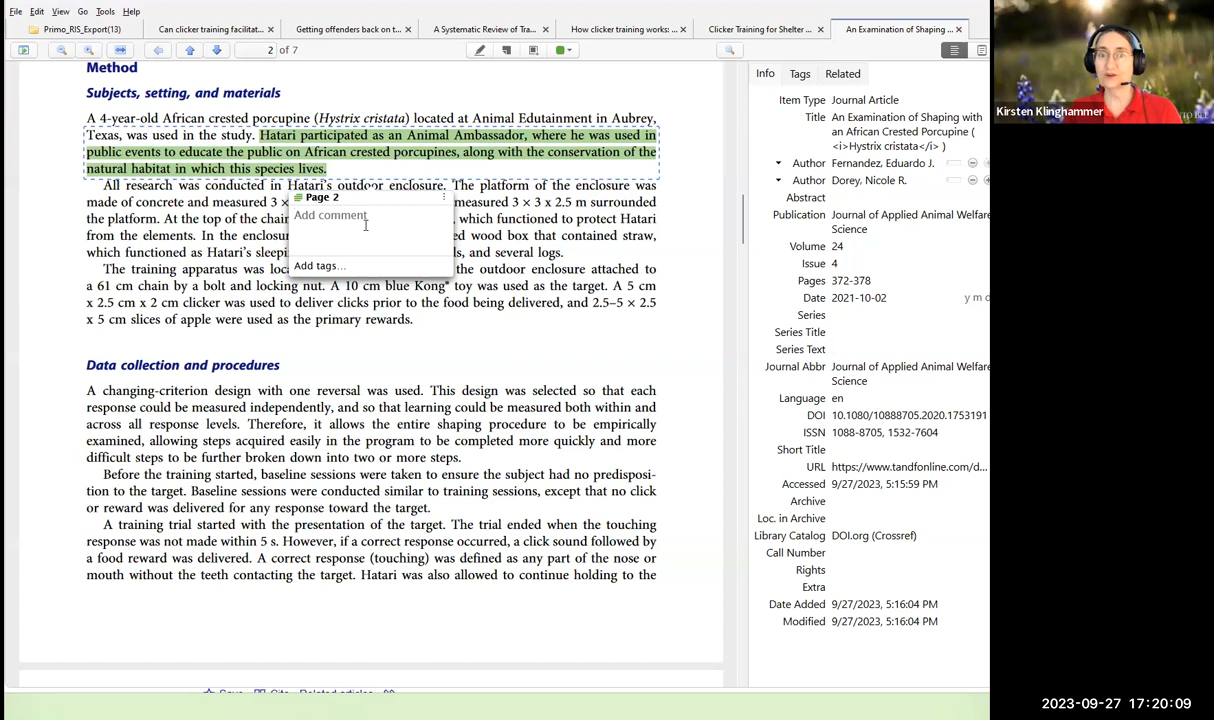 File Edit View Go Tools Help
Primo_RIS_Export(13)
Can clicker training facilitat...
Getting offenders back on t...
A Systematic Review of Tra...
How clicker training works: ...
Clicker Training for Shelter ...
An Examination of Shaping ...
2 of 7
Method
Subjects, setting, and materials
A 4-year-old African crested porcupine (Hystrix cristata) located at Animal Edutainment in Aubrey,
Texas, was used in the study. Hatari participated as an Animal Ambassador, where he was used in
public events to educate the public on African crested porcupines, along with the conservation of the
natural habitat in which this species lives.
All research was conducted in Hatari's outdoor enclosure. The platform of the enclosure was
made of concrete and measured 3 × measured 3 × 3 x 2.5 m surrounded
the platform. At the top of the chain , which functioned to protect Hatari
from the elements. In the enclosur ed wood box that contained straw,
which functioned as Hatari's sleepi ls, and several logs.
The training apparatus was loca the outdoor enclosure attached to
a 61 cm chain by a bolt and locking nut. A 10 cm blue Kong® toy was used as the target. A 5 cm
x 2.5 cm x 2 cm clicker was used to deliver clicks prior to the food being delivered, and 2.5–5 × 2.5
x 5 cm slices of apple were used as the primary rewards.
Page 2
Add comment
Add tags...
Data collection and procedures
A changing-criterion design with one reversal was used. This design was selected so that each
response could be measured independently, and so that learning could be measured both within and
across all response levels. Therefore, it allows the entire shaping procedure to be empirically
examined, allowing steps acquired easily in the program to be completed more quickly and more
difficult steps to be further broken down into two or more steps.
Before the training started, baseline sessions were taken to ensure the subject had no predisposi-
tion to the target. Baseline sessions were conducted similar to training sessions, except that no click
or reward was delivered for any response toward the target.
A training trial started with the presentation of the target. The trial ended when the touching
response was not made within 5 s. However, if a correct response occurred, a click sound followed by
a food reward was delivered. A correct response (touching) was defined as any part of the nose or
mouth without the teeth contacting the target. Hatari was also allowed to continue holding to the
Info Tags Related
Item Type Journal Article
Title An Examination of Shaping with
an African Crested Porcupine (
<i>Hystrix cristata</i> )
Author Fernandez, Eduardo J.
Author Dorey, Nicole R.
Abstract
Publication Journal of Applied Animal Welfare
Science
Volume 24
Issue 4
Pages 372-378
Date 2021-10-02 y m d
Series
Series Title
Series Text
Journal Abbr Journal of Applied Animal Welfare
Science
Language en
DOI 10.1080/10888705.2020.1753191
ISSN 1088-8705, 1532-7604
Short Title
URL https://www.tandfonline.com/d...
Accessed 9/27/2023, 5:15:59 PM
Archive
Loc. in Archive
Library Catalog DOI.org (Crossref)
Call Number
Rights
Extra
Date Added 9/27/2023, 5:16:04 PM
Modified 9/27/2023, 5:16:04 PM
Save Cite Related articles
Kirsten Klinghammer
2023-09-27 17:20:09